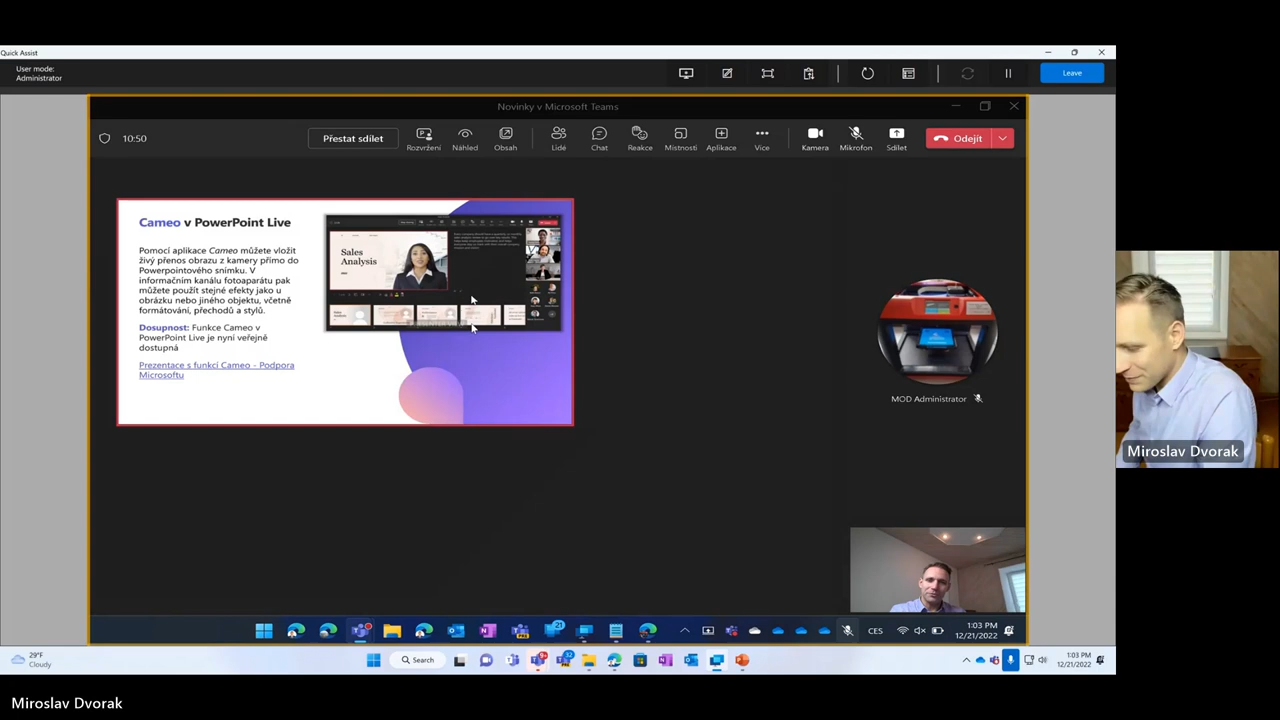 Quick Assist
User mode:
Administrator
Leave
Novinky v Microsoft Teams
10:50
Přestat sdílet
Rozvržení
Náhled
Obsah
Lidé
Chat
Reakce
Místnosti
Aplikace
Více
Kamera
Mikrofon
Sdílet
Odejít
Cameo v PowerPoint Live
Pomocí aplikace Cameo můžete vložit
živý přenos obrazu z kamery přímo do
Powerpointového snímku. V
informačním kanálu fotoaparátu pak
můžete použít stejné efekty jako u
obrázku nebo jiného objektu, včetně
formátování, přechodů a stylů.
Dosupnost: Funkce Cameo v
PowerPoint Live je nyní veřejně
dostupná
Prezentace s funkcí Cameo - Podpora
Microsoftu
Sales
Analysis
MOD Administrator
Miroslav Dvorak
CES
1:03 PM
12/21/2022
29°F
Cloudy
Search
1:03 PM
12/21/2022
Miroslav Dvorak